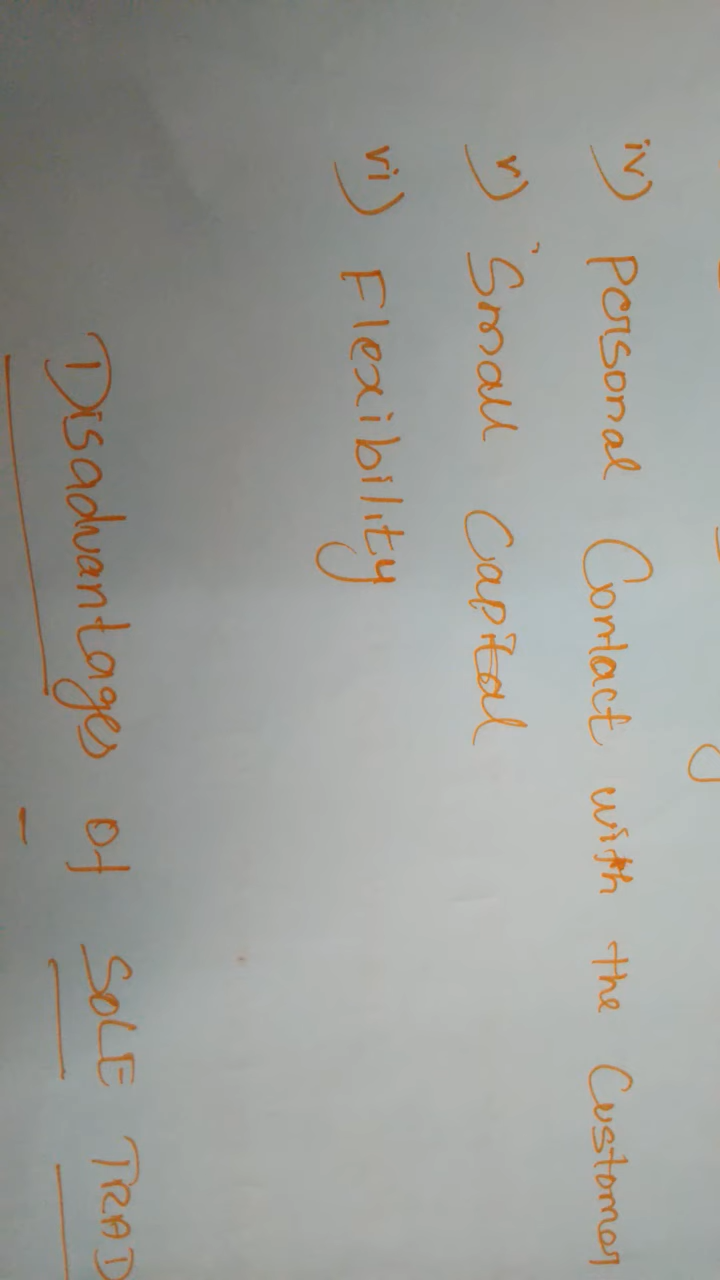 iv) Personal Contact with the Customer
v) Small Capital
vi) Flexibility
Disadvantages of SOLE TRAD